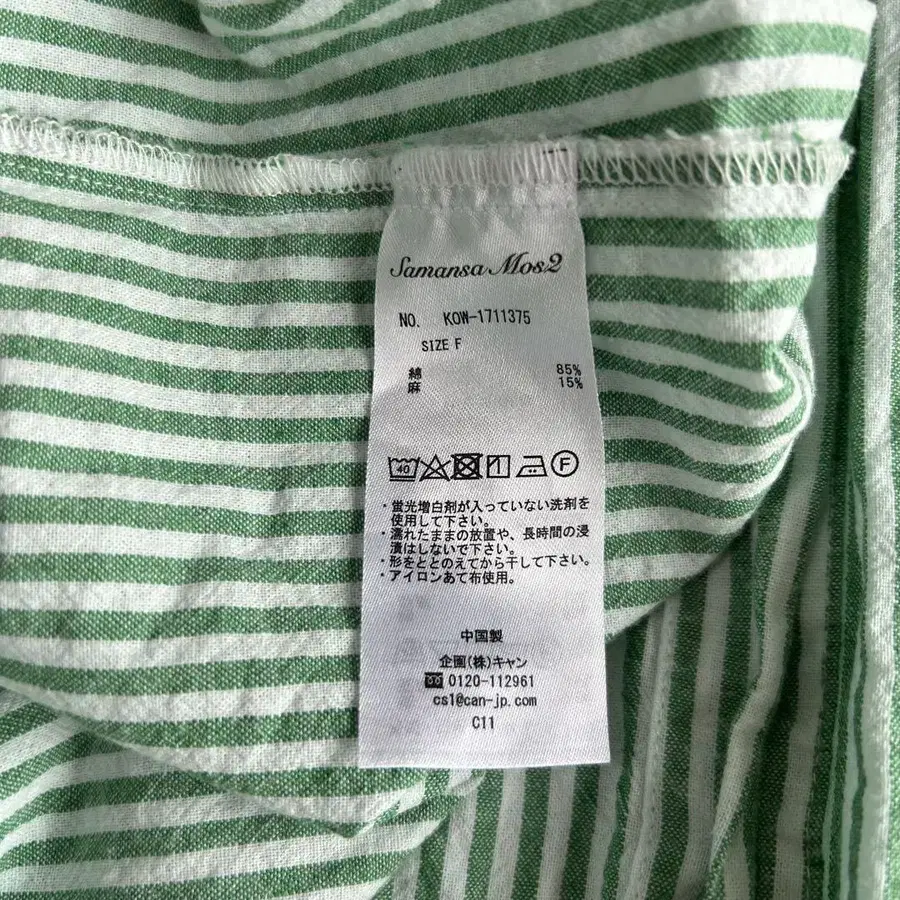 Samansa Mos2
NO. KOW-1711375
SIZE F
綿 85%
麻 15%
40 F
・蛍光増白剤が入っていない洗剤を
使用して下さい。
・濡れたままの放置や、長時間の浸
漬はしないで下さい。
・形をととのえてから干して下さい。
・アイロンあて布使用。
中国製
企画(株)キャン
0120-112961
cs1@can-jp.com
C11